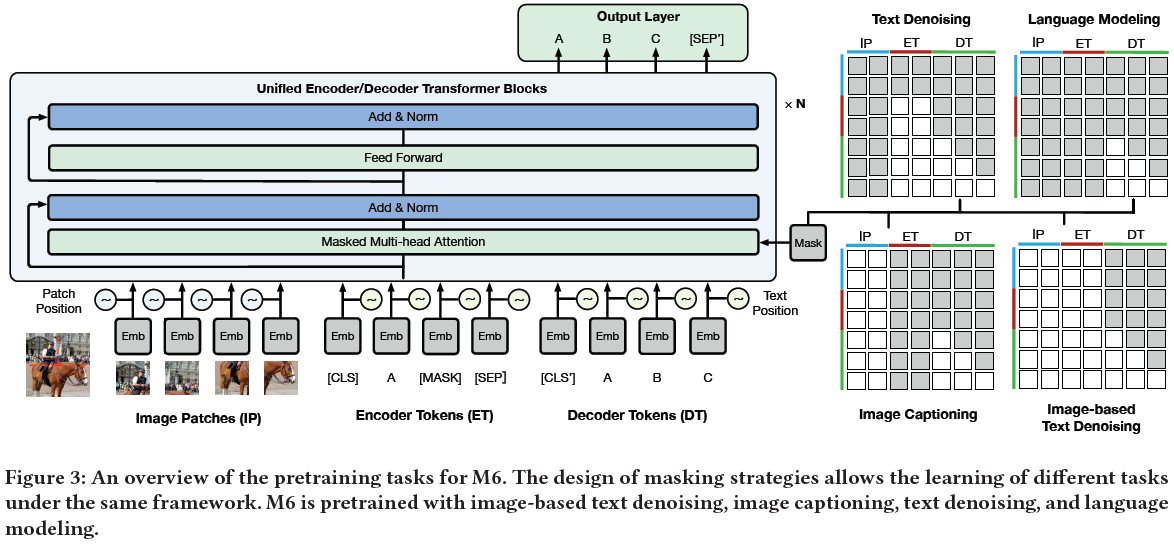 Output Layer
A B C [SEP']
Unified Encoder/Decoder Transformer Blocks
× N
Add & Norm
Feed Forward
Add & Norm
Masked Multi-head Attention
Mask
Patch
Position
~ ~ ~ ~ ~ ~ ~ ~ ~ ~ ~ ~
Text
Position
Emb Emb Emb Emb Emb Emb Emb Emb Emb Emb Emb Emb
[CLS] A [MASK] [SEP] [CLS'] A B C
Image Patches (IP) Encoder Tokens (ET) Decoder Tokens (DT)
Text Denoising
IP ET DT
Language Modeling
IP ET DT
IP ET DT
Image Captioning
IP ET DT
Image-based
Text Denoising
Figure 3: An overview of the pretraining tasks for M6. The design of masking strategies allows the learning of different tasks
under the same framework. M6 is pretrained with image-based text denoising, image captioning, text denoising, and language
modeling.